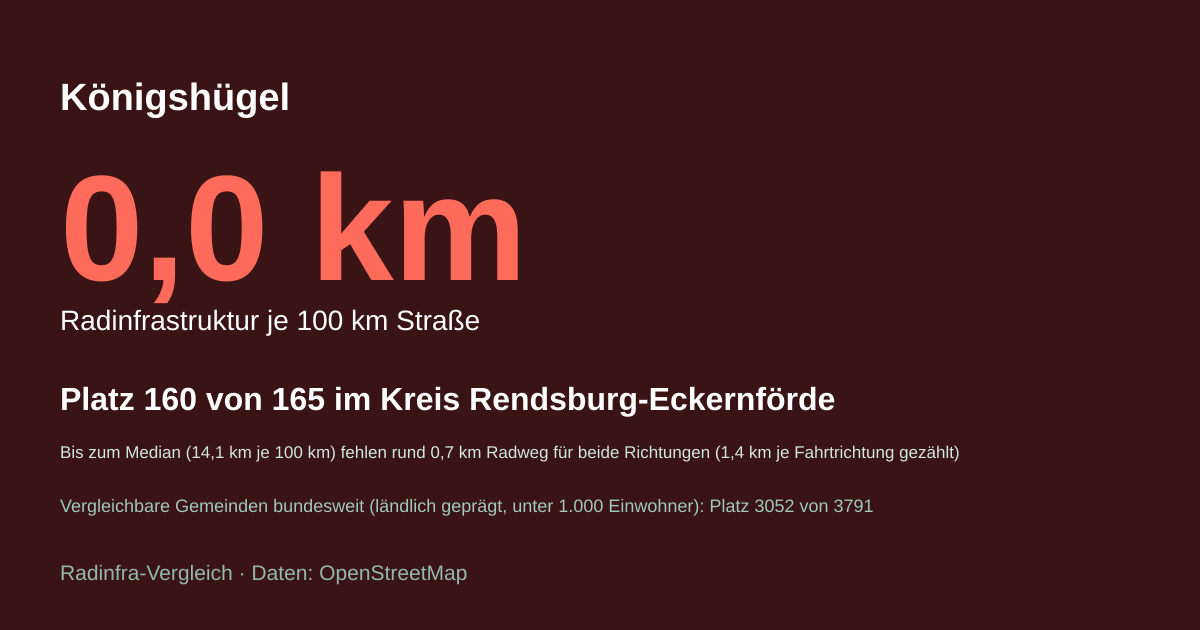 Königshügel
0,0 km
Radinfrastruktur je 100 km Straße
Platz 160 von 165 im Kreis Rendsburg-Eckernförde
Bis zum Median (14,1 km je 100 km) fehlen rund 0,7 km Radweg für beide Richtungen (1,4 km je Fahrtrichtung gezählt)
Vergleichbare Gemeinden bundesweit (ländlich geprägt, unter 1.000 Einwohner): Platz 3052 von 3791
Radinfra-Vergleich · Daten: OpenStreetMap